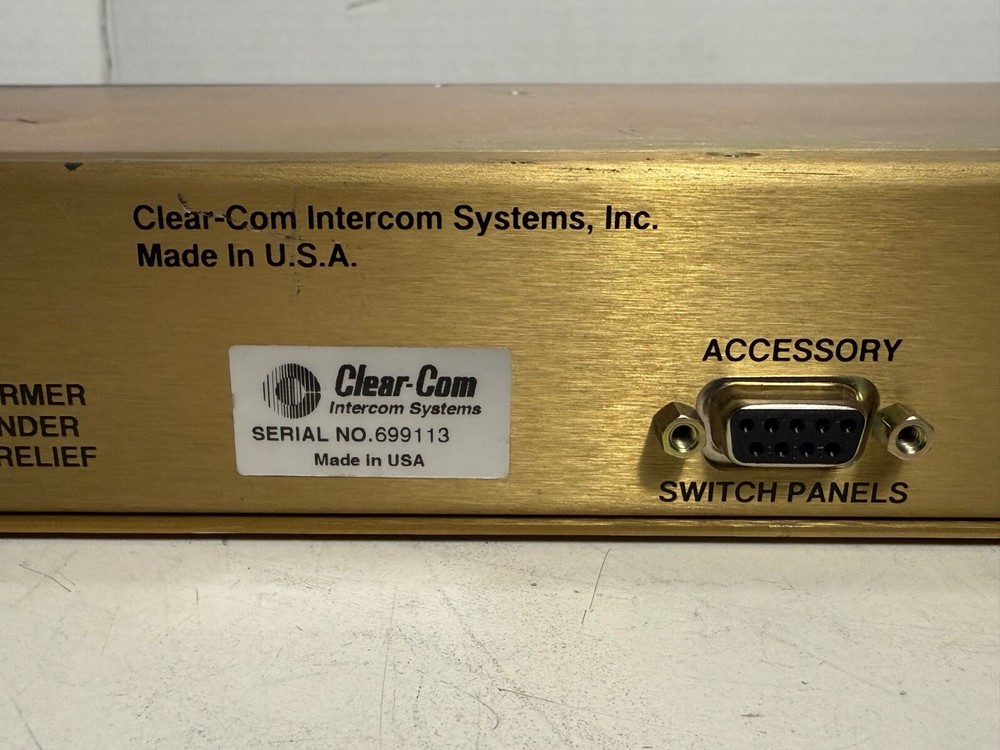 Clear-Com Intercom Systems, Inc.
Made In U.S.A.
RMER
NDER
RELIEF
Clear-Com
Intercom Systems
SERIAL NO.699113
Made in USA
ACCESSORY
SWITCH PANELS